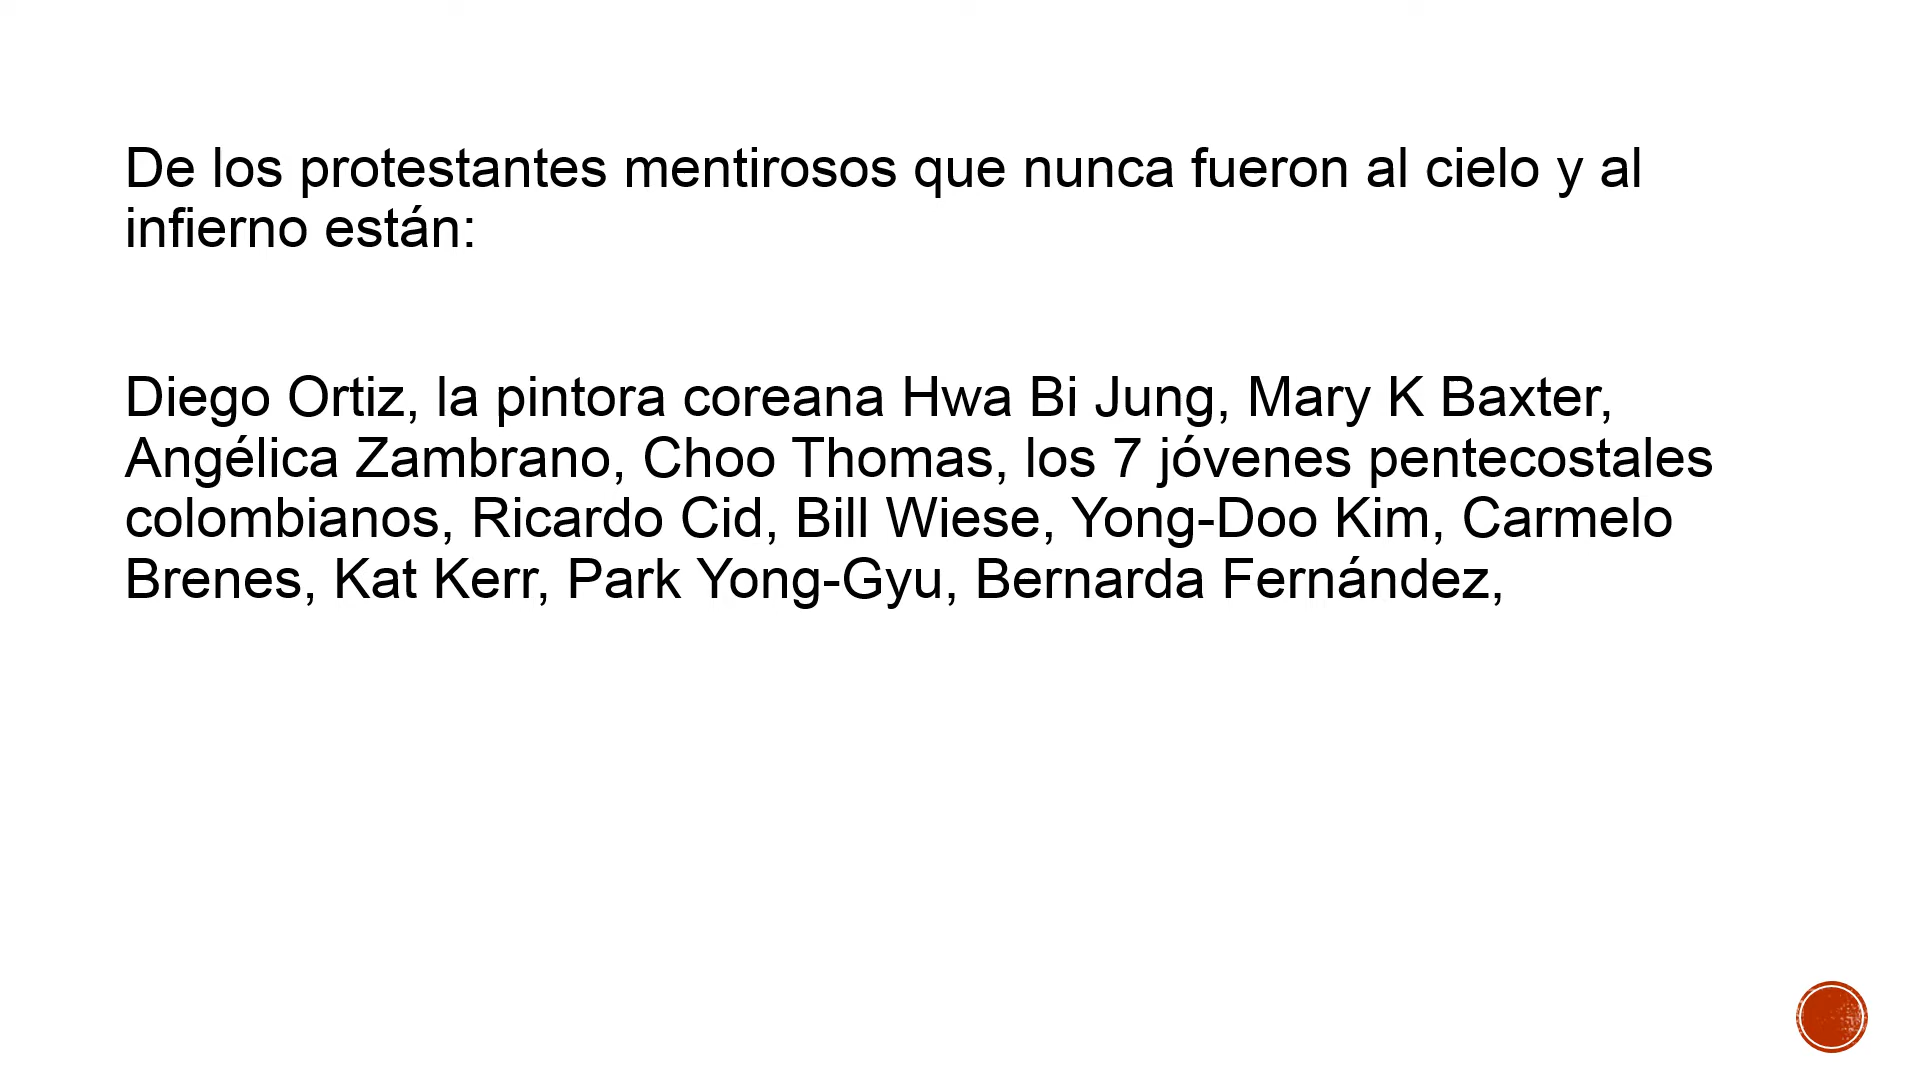 De los protestantes mentirosos que nunca fueron al cielo y al
infierno están:
Diego Ortiz, la pintora coreana Hwa Bi Jung, Mary K Baxter,
Angélica Zambrano, Choo Thomas, los 7 jóvenes pentecostales
colombianos, Ricardo Cid, Bill Wiese, Yong-Doo Kim, Carmelo
Brenes, Kat Kerr, Park Yong-Gyu, Bernarda Fernández,